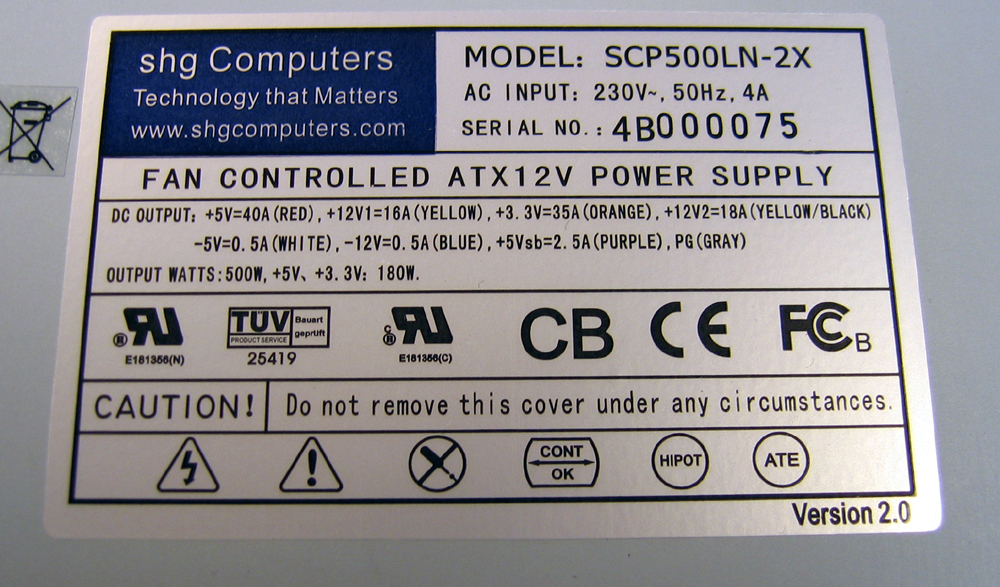 shg Computers
Technology that Matters
www.shgcomputers.com
MODEL: SCP500LN-2X
AC INPUT: 230V~, 50Hz, 4A
SERIAL NO.: 4B000075
FAN CONTROLLED ATX12V POWER SUPPLY
DC OUTPUT: +5V=40A(RED), +12V1=16A(YELLOW), +3.3V=35A(ORANGE), +12V2=18A(YELLOW/BLACK)
-5V=0.5A(WHITE), -12V=0.5A(BLUE), +5Vsb=2.5A(PURPLE), PG(GRAY)
OUTPUT WATTS: 500W, +5V、+3.3V: 180W.
® RU
E181356(N)
TÜV Bauart geprüft
PRODUCT SERVICE
25419
c RU ®
E181356(C)
CB
CE
FC B
CAUTION! Do not remove this cover under any circumstances.
CONT
OK
HIPOT
ATE
Version 2.0